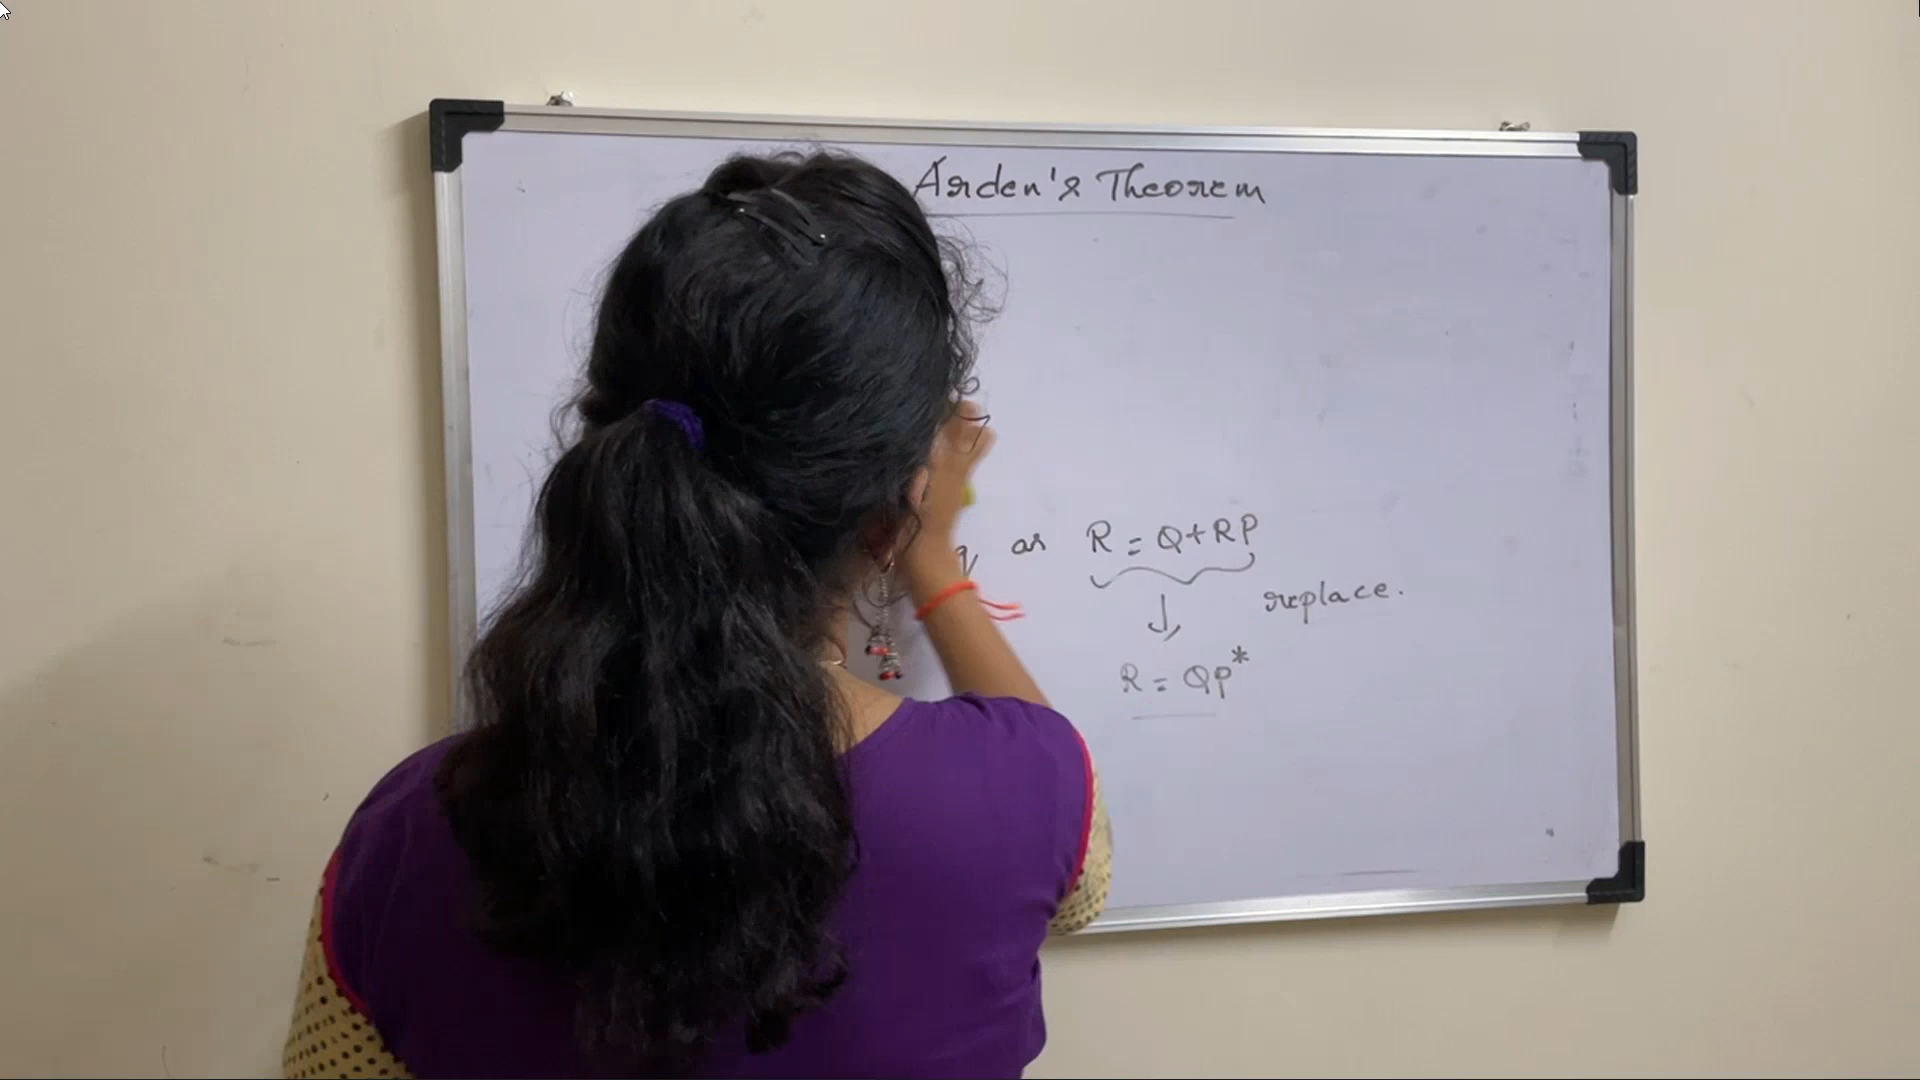 Arden's Theorem
as R = Q+RP
replace.
R = QP*